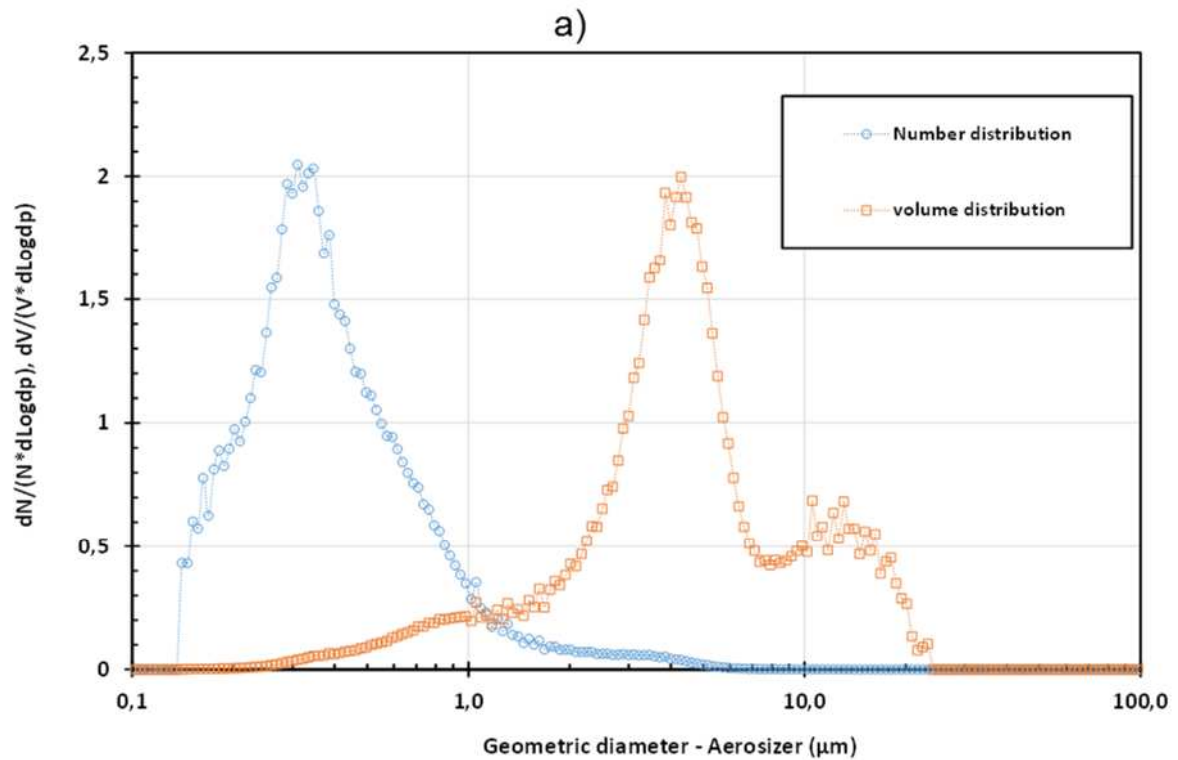 a)
2,5
2
1,5
1
0,5
0
0,1
1,0
10,0
100,0
dN/(N*dLogdp), dV/(V*dLogdp)
Geometric diameter - Aerosizer (µm)
Number distribution
volume distribution